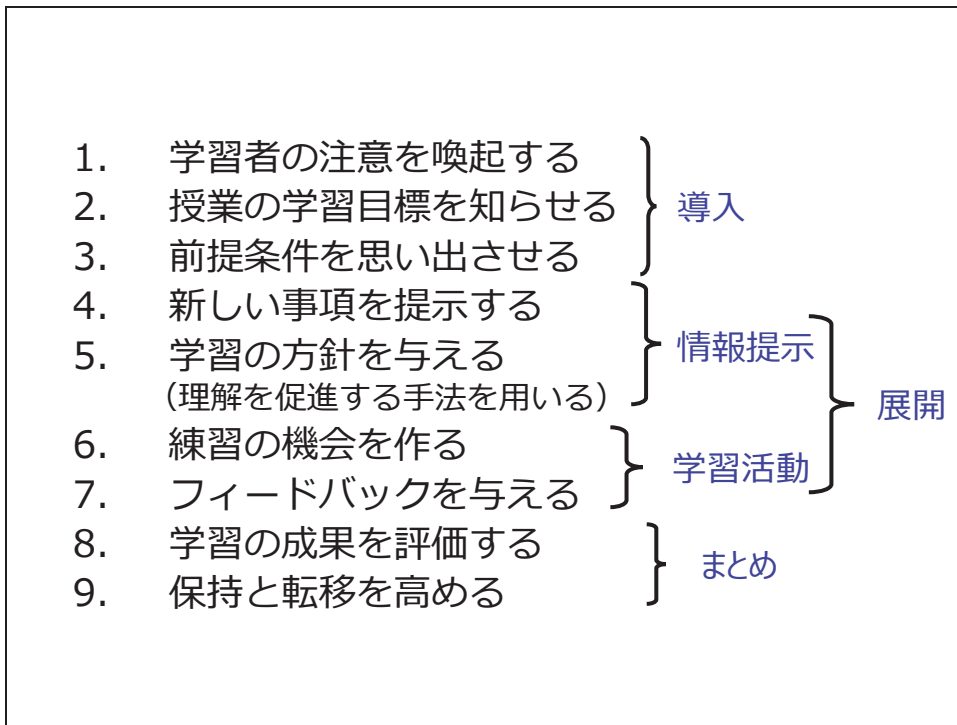 1. 学習者の注意を喚起する
2. 授業の学習目標を知らせる
3. 前提条件を思い出させる
導入
4. 新しい事項を提示する
5. 学習の方針を与える
（理解を促進する手法を用いる）
情報提示
6. 練習の機会を作る
7. フィードバックを与える
学習活動
展開
8. 学習の成果を評価する
9. 保持と転移を高める
まとめ